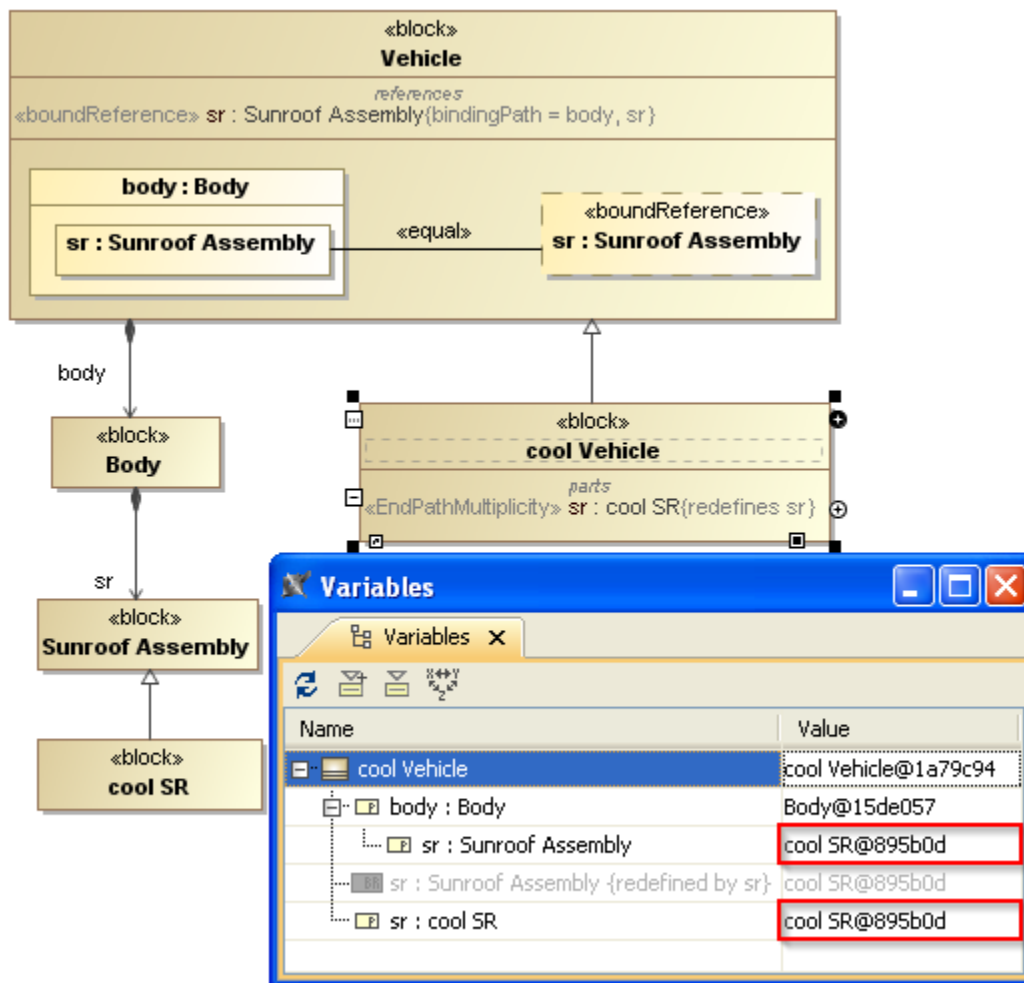 «block»
Vehicle
references
«boundReference» sr : Sunroof Assembly{bindingPath = body, sr}
body : Body
sr : Sunroof Assembly
«equal»
«boundReference»
sr : Sunroof Assembly
body
«block»
Body
«block»
cool Vehicle
parts
«EndPathMultiplicity» sr : cool SR{redefines sr}
sr
«block»
Sunroof Assembly
«block»
cool SR
Variables
Variables
Name Value
cool Vehicle cool Vehicle@1a79c94
body : Body Body@15de057
sr : Sunroof Assembly cool SR@895b0d
sr : Sunroof Assembly {redefined by sr} cool SR@895b0d
sr : cool SR cool SR@895b0d